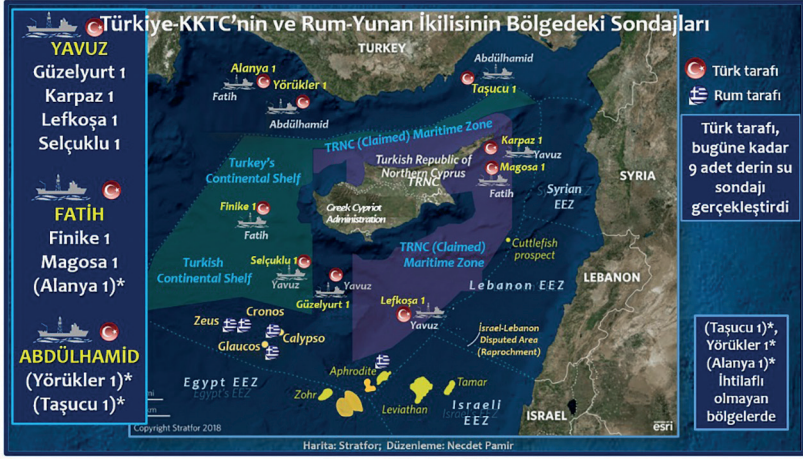 Türkiye-KKTC'nin ve Rum-Yunan İkilisinin Bölgedeki Sondajları
YAVUZ
Güzelyurt 1
Karpaz 1
Lefkoşa 1
Selçuklu 1
FATİH
Finike 1
Magosa 1
(Alanya 1)*
ABDÜLHAMİD
(Yörükler 1)*
(Taşucu 1)*
TURKEY
Alanya 1
Fatih
Yörükler 1
Abdülhamid
Abdülhamid
Taşucu 1
TRNC (Claimed) Maritime Zone
Turkey's
Continental Shelf
Turkish Republic of
Northern Cyprus
TRNC
Greek Cypriot
Administration
Karpaz 1
Yavuz
Magosa 1
Fatih
Syrian
EEZ
SYRIA
Finike 1
Fatih
TRNC (Claimed)
Maritime Zone
Cuttlefish
prospect
Turkish
Continental Shelf
Selçuklu 1
Yavuz
Yavuz
Güzelyurt 1
Lefkoşa 1
Yavuz
Lebanon EEZ
LEBANON
Cronos
Zeus
Calypso
Glaucos
İsrail-Lebanon
Disputed Area
(Raprochment)
Egypt EEZ
Egypt's EEZ
Aphrodite
Zohr
Leviathan
Tamar
Israeli EEZ
ISRAEL
mi
km
Copyright Stratfor 2018
esri
Türk tarafı
Rum tarafı
Türk tarafı,
bugüne kadar
9 adet derin su
sondajı
gerçekleştirdi
(Taşucu 1)*,
Yörükler 1*
(Alanya 1)*
İhtilaflı
olmayan
bölgelerde
Harita: Stratfor; Düzenleme: Necdet Pamir